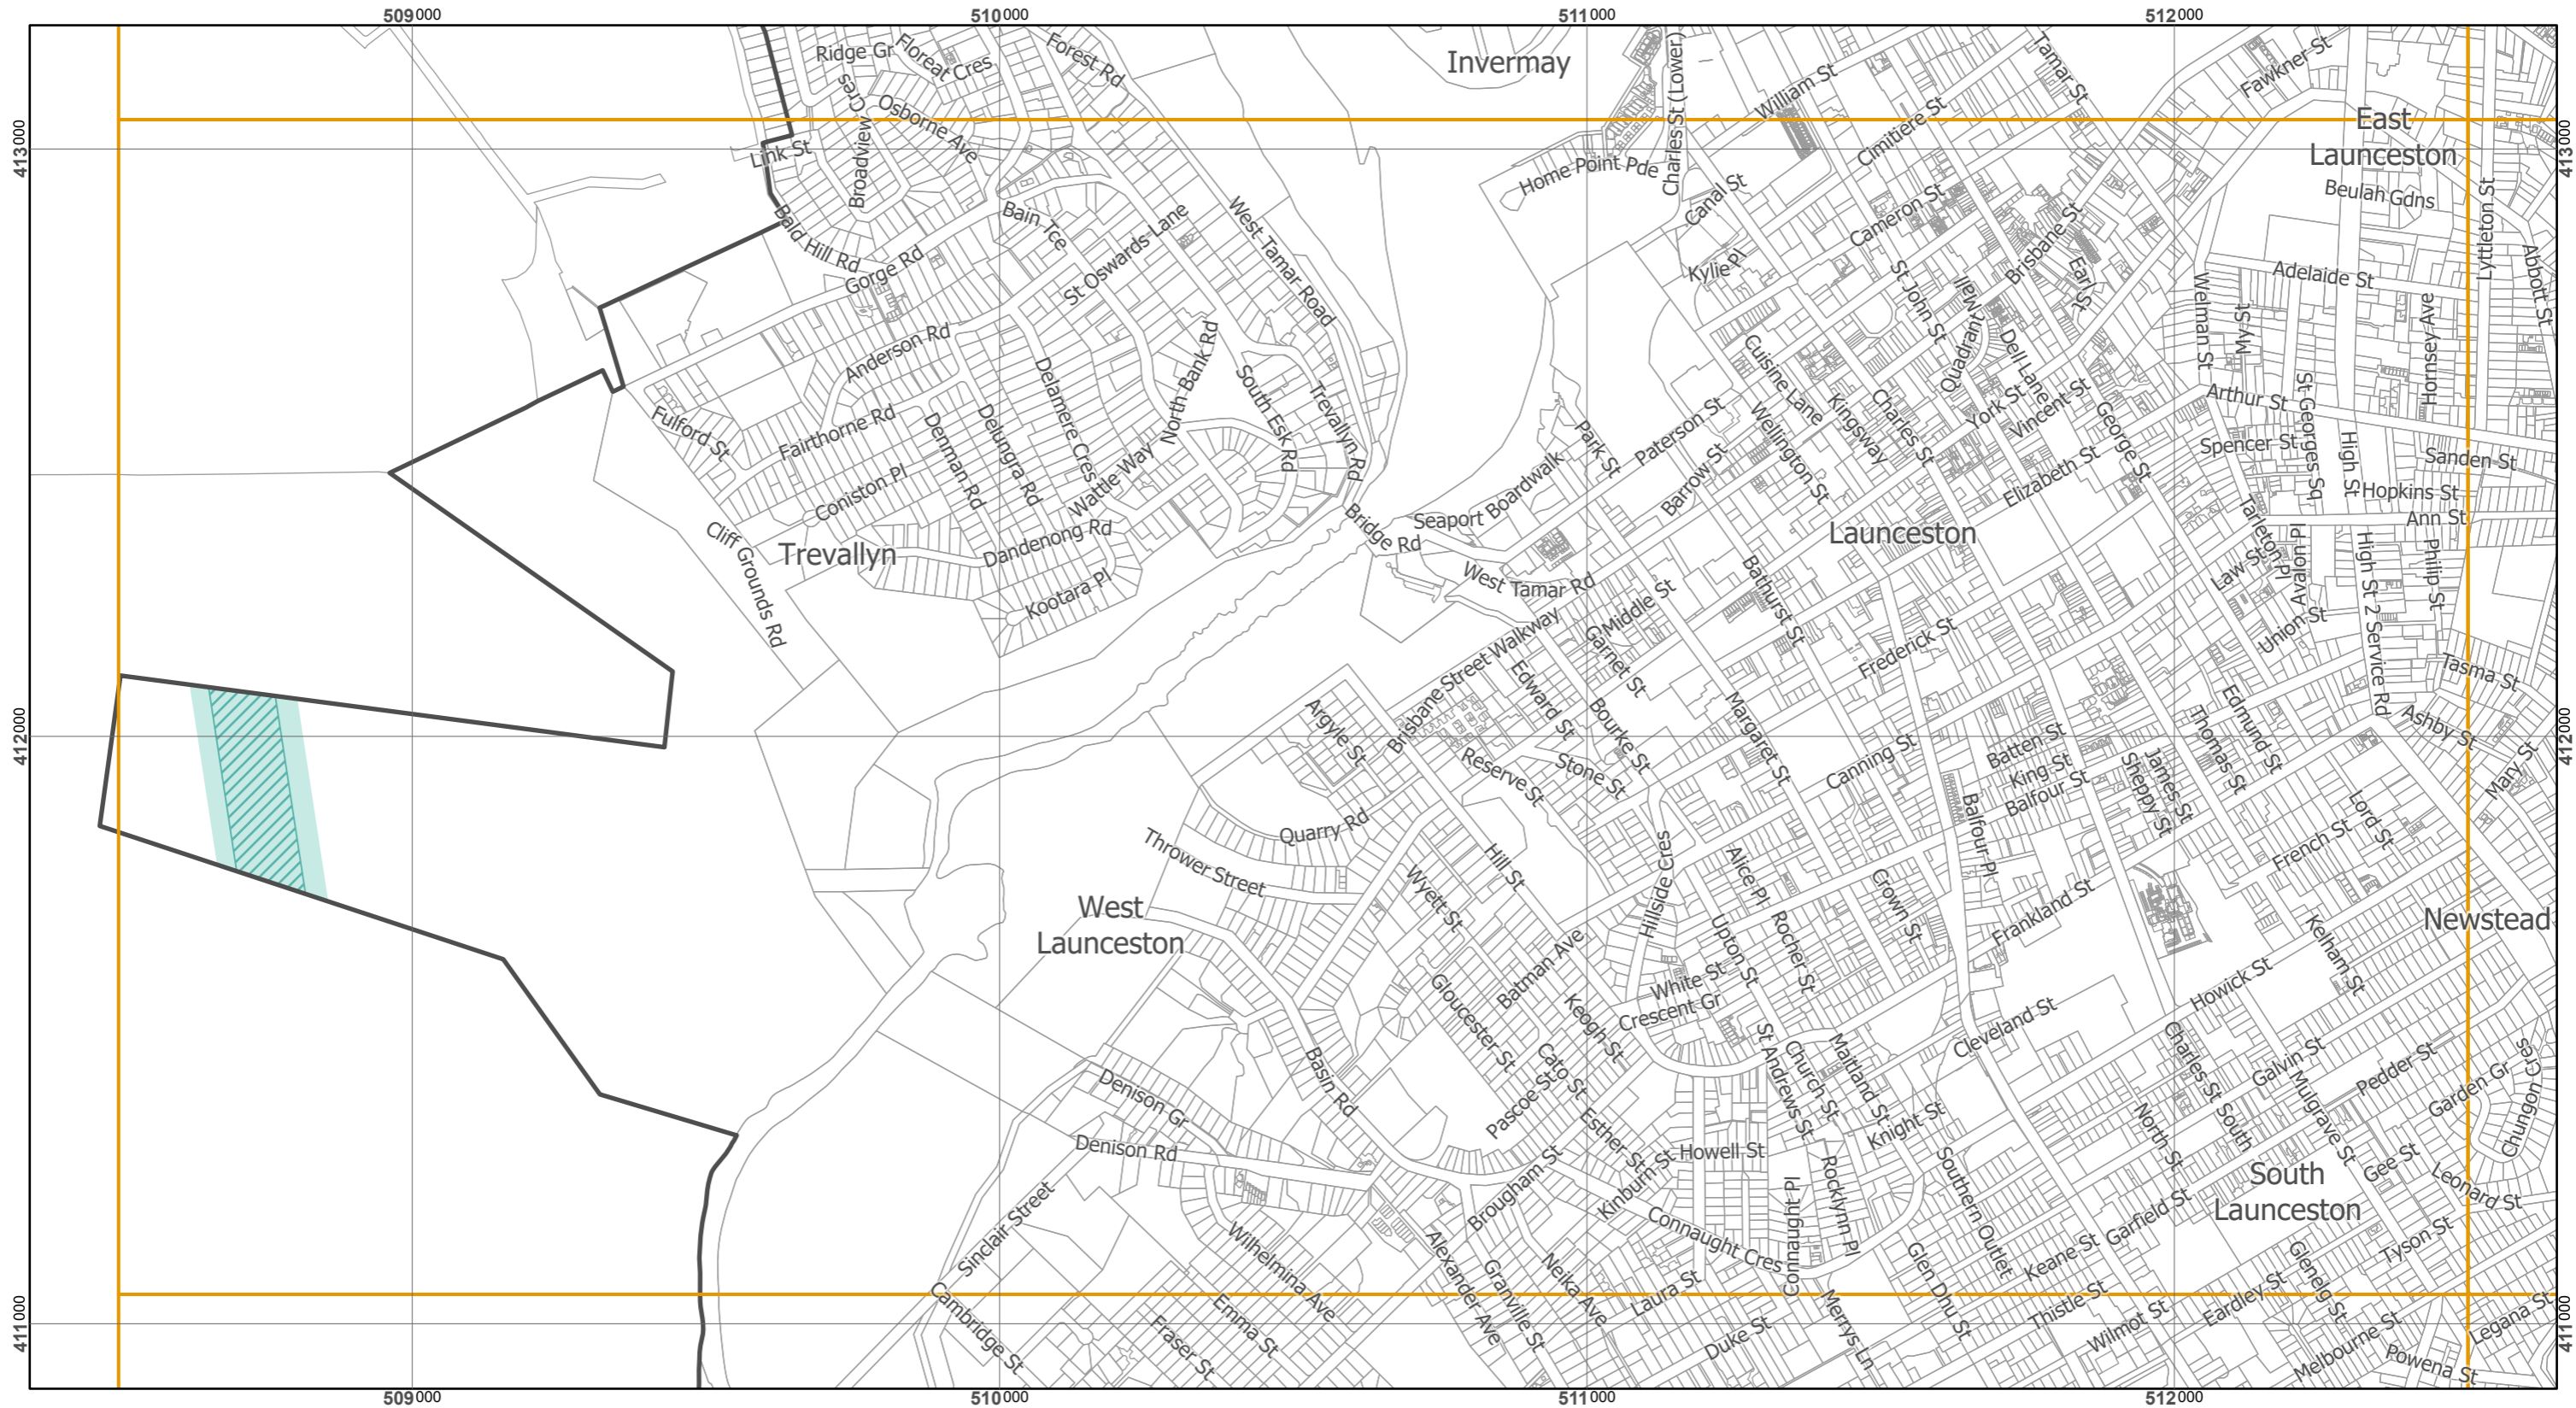 509000
510000
511000
512000
413000
412000
411000
413000
412000
411000
Ridge Gr
Floreat Cres
Forest Rd
Invermay
Charles St (Lower)
William St
Tamar St
Fawkner St
Broadview Cres
Osborne Ave
Cimitiere St
East
Launceston
Link St
Home Point Pde
Beulah Gdns
Canal St
Bain Tce
St Oswards Lane
West Tamar Road
Cameron St
Brisbane St
Lyttleton St
Bald Hill Rd
Gorge Rd
Kylie Pl
St John St
Earl St
Adelaide St
Abbott St
Welman St
My St
Hornsey Ave
Anderson Rd
North Bank Rd
Cuisine Lane
Quadrant Mall
Dell Lane
Delamere Cres
South Esk Rd
Trevallyn Rd
Kingsway
Charles St
York St
Vincent St
Arthur St
Fulford St
Fairthorne Rd
Denman Rd
Delungra Rd
Park St
Paterson St
Wellington St
George St
St Georges Sq
Spencer St
High St
Sanden St
Coniston Pl
Wattle Way
Barrow St
Elizabeth St
Hopkins St
Seaport Boardwalk
Bridge Rd
Ann St
Cliff Grounds Rd
Trevallyn
Dandenong Rd
Launceston
Tarleton Pl
Law St
Avalon Pl
Philip St
High St 2 Service Rd
Kootara Pl
West Tamar Rd
Middle St
Bathurst St
Union St
Garnet St
Frederick St
Brisbane Street Walkway
Edward St
Tasma St
Argyle St
Bourke St
Margaret St
Edmund St
Thomas St
Ashby St
Reserve St
Stone St
Canning St
Batten St
King St
Balfour St
Sheppy St
James St
Mary St
Quarry Rd
Balfour Pl
Lord St
French St
Thrower Street
Hill St
Hillside Cres
Alice Pl
Wyett St
Crown St
Frankland St
West
Launceston
Batman Ave
Upton St
Rocher St
Kelham St
Newstead
White St
Howick St
Gloucester St
Crescent Gr
Keogh St
Cleveland St
Basin Rd
Cato St
St Andrews St
Church St
Maitland St
Charles St South
Galvin St
Pedder St
Chungon Cres
Denison Gr
Pascoe St
Knight St
Mulgrave St
Garden Gr
Denison Rd
Esther St
Howell St
North St
Brougham St
Kinburn St
Rocklynn Pl
Southern Outlet
South
Launceston
Gee St
Leonard St
Sinclair Street
Connaught Cres
Connaught Pl
Garfield St
Wilhelmina Ave
Alexander Ave
Keane St
Tyson St
Neika Ave
Granville St
Laura St
Glen Dhu St
Genelg St
Cambridge St
Emma St
Fraser St
Duke St
Merrys Ln
Thistle St
Wilmot St
Eardley St
Melbourne St
Legana St
Powena St
509000
510000
511000
512000